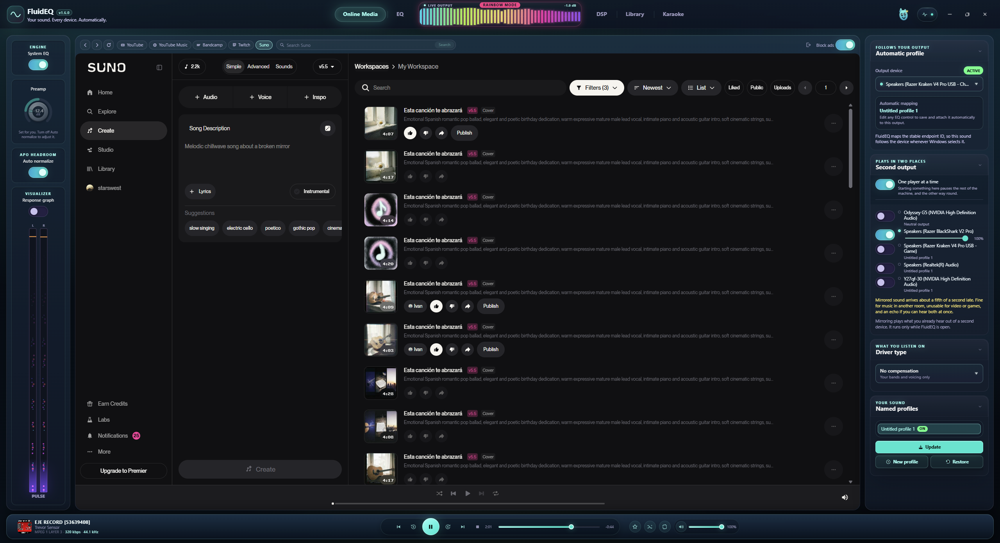 FluidEQ v1.6.0
Your sound. Every device. Automatically.
Online Media
EQ
LIVE OUTPUT
RAINBOW MODE
-1.0 dB
DSP
Library
Karaoke
ENGINE
System EQ
Preamp
-12.4
dB
Set for you. Turn off Auto
normalize to adjust it.
APO HEADROOM
Auto normalize
VISUALIZER
Response graph
L R
PULSE
YouTube
YouTube Music
Bandcamp
Twitch
Suno
Search Suno
Search
Block ads
SUNO
Home
Explore
Create
Studio
Library
starswest
Earn Credits
Labs
Notifications 25
More
Upgrade to Premier
2.2k
Simple
Advanced
Sounds
v5.5
+ Audio
+ Voice
+ Inspo
Song Description
Melodic chillwave song about a broken mirror
+ Lyrics
Instrumental
Suggestions
slow singing
electric cello
poetico
gothic pop
cinema
Create
Workspaces > My Workspace
Search
Filters (3)
Newest
List
Liked
Public
Uploads
1
Esta canción te abrazará v5.5 Cover
Emotional Spanish romantic pop ballad, elegant and poetic birthday dedication, warm expressive mature male lead vocal, intimate piano and acoustic guitar intro, soft cinematic strings, su...
4:07
Publish
Esta canción te abrazará v5.5 Cover
Emotional Spanish romantic pop ballad, elegant and poetic birthday dedication, warm expressive mature male lead vocal, intimate piano and acoustic guitar intro, soft cinematic strings, su...
4:17
Esta canción te abrazará v5.5 Cover
Emotional Spanish romantic pop ballad, elegant and poetic birthday dedication, warm expressive mature male lead vocal, intimate piano and acoustic guitar intro, soft cinematic strings, su...
4:14
Esta canción te abrazará v5.5 Cover
Emotional Spanish romantic pop ballad, elegant and poetic birthday dedication, warm expressive mature male lead vocal, intimate piano and acoustic guitar intro, soft cinematic strings, su...
4:20
Esta canción te abrazará v5.5 Cover
Emotional Spanish romantic pop ballad, elegant and poetic birthday dedication, warm expressive mature male lead vocal, intimate piano and acoustic guitar intro, soft cinematic strings, su...
4:09
Ivan
Publish
Esta canción te abrazará v5.5 Cover
Emotional Spanish romantic pop ballad, elegant and poetic birthday dedication, warm expressive mature male lead vocal, intimate piano and acoustic guitar intro, soft cinematic strings, su...
4:03
Ivan
Publish
Esta canción te abrazará v5.5 Cover
Emotional Spanish romantic pop ballad, elegant and poetic birthday dedication, warm expressive mature male lead vocal, intimate piano and acoustic guitar intro, soft cinematic strings, su...
4:28
Esta canción te abrazará v5.5 Cover
Emotional Spanish romantic pop ballad, elegant and poetic birthday dedication, warm expressive mature male lead vocal, intimate piano and acoustic guitar intro, soft cinematic strings, su...
4:08
Esta canción te abrazará v5.5 Cover
Emotional Spanish romantic pop ballad, elegant and poetic birthday dedication, warm expressive mature male lead vocal, intimate piano and acoustic guitar intro, soft cinematic strings, su...
4:17
FOLLOWS YOUR OUTPUT
Automatic profile
Output device
ACTIVE
Speakers (Razer Kraken V4 Pro USB - Ch...
Automatic mapping
Untitled profile 1
Edit any EQ control to save and attach it automatically
to this output.
FluidEQ maps the stable endpoint ID, so this sound
follows the device whenever Windows selects it.
PLAYS IN TWO PLACES
Second output
One player at a time
Starting something here pauses the rest of the
machine, and the other way round.
Odyssey G5 (NVIDIA High Definition
Audio)
Neutral output
Speakers (Razer BlackShark V2 Pro)
100%
Speakers (Razer Kraken V4 Pro USB -
Game)
Untitled profile 1
Speakers (Realtek(R) Audio)
Untitled profile 1
Y27qf-30 (NVIDIA High Definition
Audio)
Untitled profile 1
Mirrored sound arrives about a fifth of a second late. Fine
for music in another room, unusable for video or games,
and an echo if you can hear both at once.
Mirroring plays what you already hear out of a second
device. It runs only while FluidEQ is open.
WHAT YOU LISTEN ON
Driver type
No compensation
Your bands and voicing only
YOUR SOUND
Named profiles
Untitled profile 1 ON
Update
New profile
Restore
EJE RECORD [53639408]
Trevor Sensor
MPEG 1 LAYER 3 · 320 kbps · 44.1 kHz
5
5
2:01
-0:44
100%